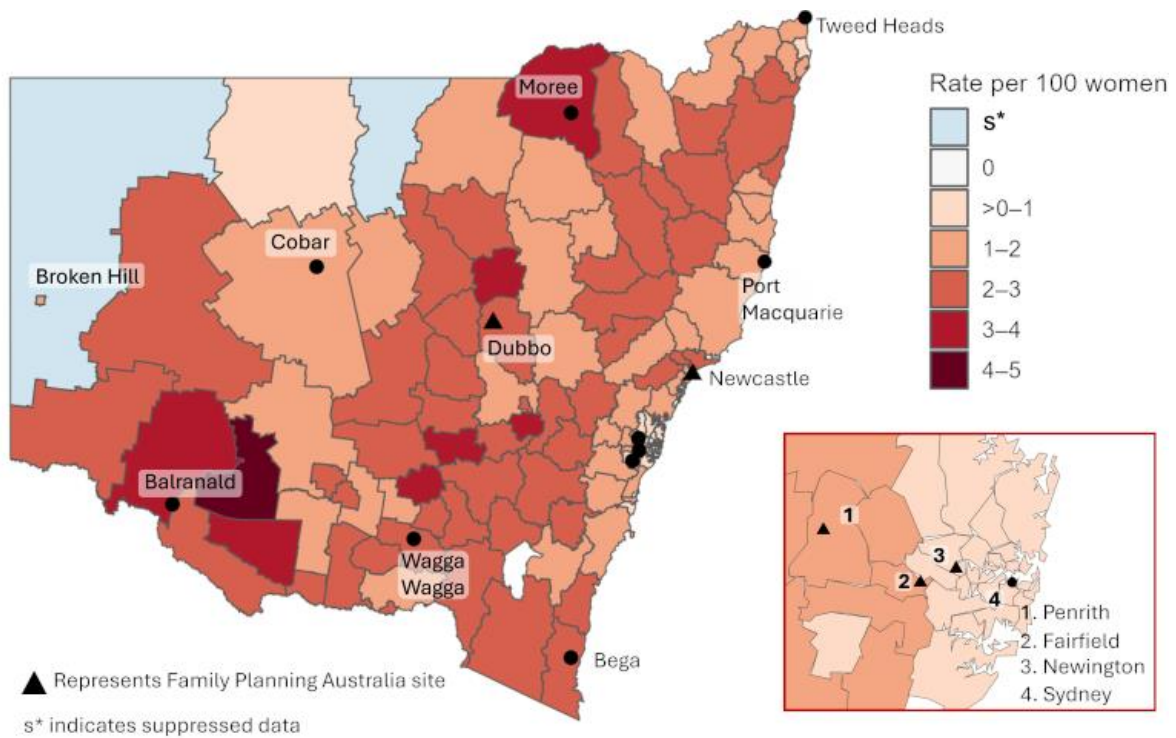 Tweed Heads
Rate per 100 women
s*
0
>0–1
1–2
2–3
3–4
4–5
Moree
Cobar
Broken Hill
Port
Macquarie
Dubbo
Newcastle
Balranald
Wagga
Wagga
Bega
1
3
2
4
1. Penrith
2. Fairfield
3. Newington
4. Sydney
Represents Family Planning Australia site
s* indicates suppressed data